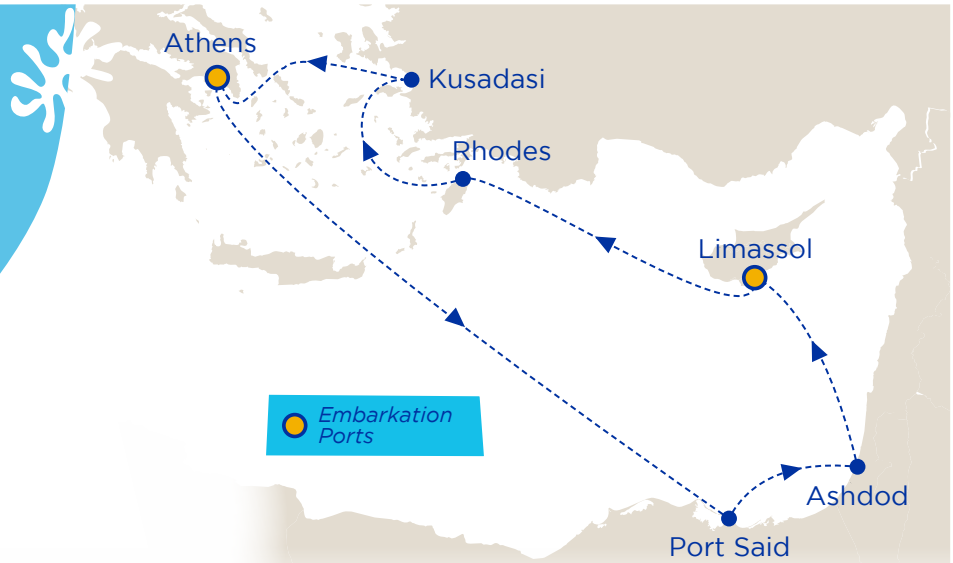 Athens
Kusadasi
Rhodes
Limassol
Embarkation
Ports
Ashdod
Port Said